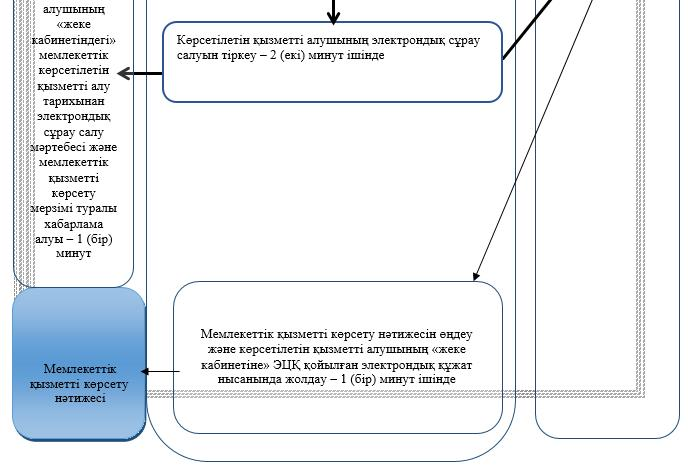 алушының
«жеке
кабинетіндегі»
мемлекеттік
көрсетілетін
қызметті алу
тарихынан
электрондық
сұрау салу
мәртебесі және
мемлекеттік
қызметті
көрсету
мерзімі туралы
хабарлама
алуы – 1 (бір)
минут
Көрсетілетін қызметті алушының электрондық сұрау
салуын тіркеу – 2 (екі) минут ішінде
Мемлекеттік қызметті көрсету нәтижесін өңдеу
және көрсетілетін қызметті алушының «жеке
кабинетіне» ЭЦҚ қойылған электрондық құжат
нысанында жолдау – 1 (бір) минут ішінде
Мемлекеттік
қызметті көрсету
нәтижесі